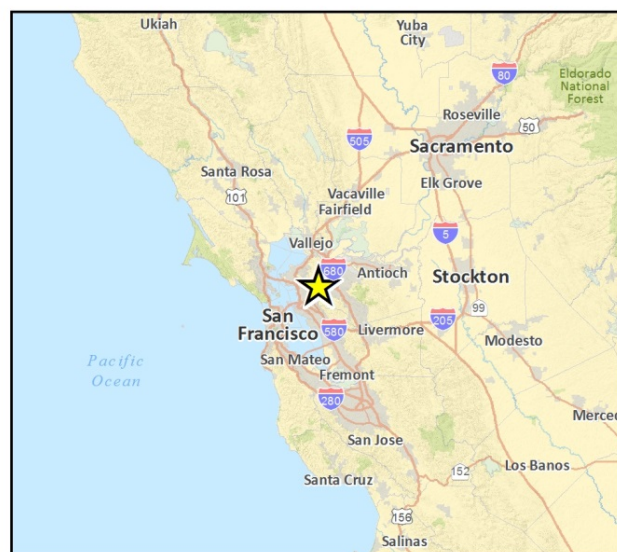 Ukiah
Yuba
City
80
Eldorado
National
Forest
Roseville
50
505
Sacramento
Santa Rosa
Elk Grove
Vacaville
101
Fairfield
5
Vallejo
680
Antioch
Stockton
99
San
Francisco
580
Livermore
205
Modesto
San Mateo
Pacific
Ocean
Fremont
280
Merced
San Jose
152
Los Banos
Santa Cruz
156
Salinas